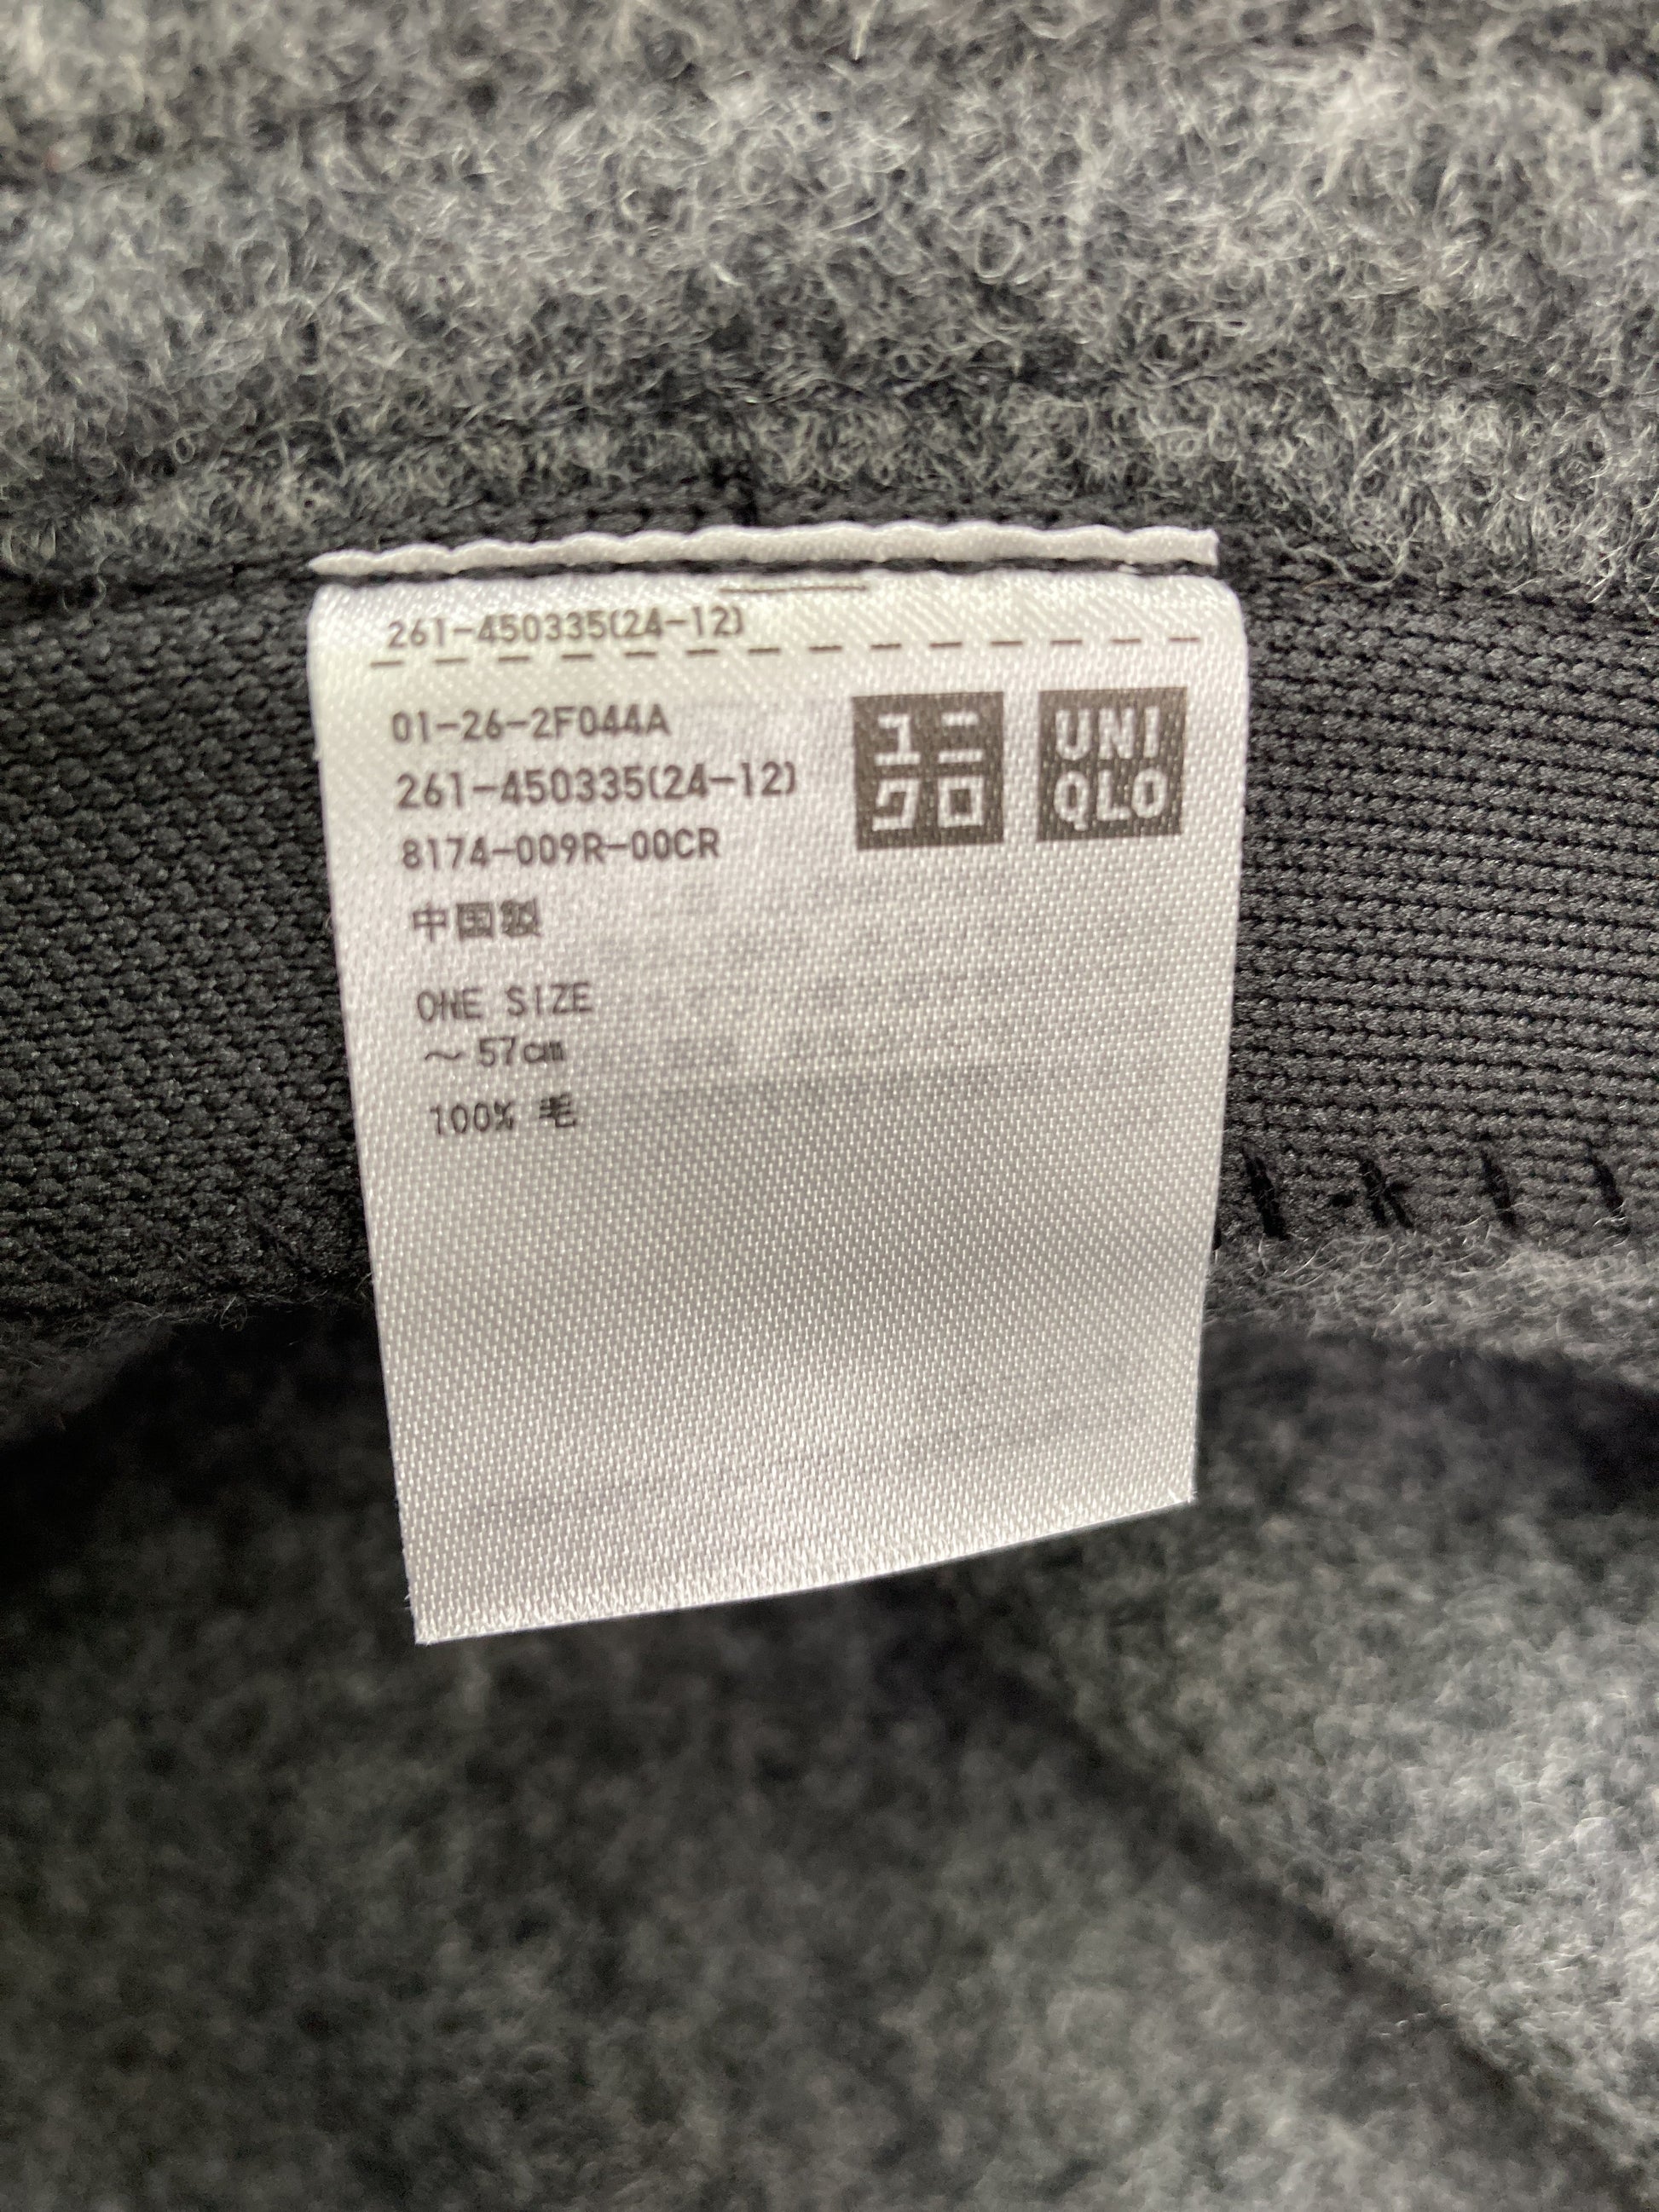 261-450335(24-12)
01-26-2F044A
261-450335(24-12)
8174-009R-00CR
ユニ
クロ
UNI
QLO
中国製
ONE SIZE
～57cm
100% 毛